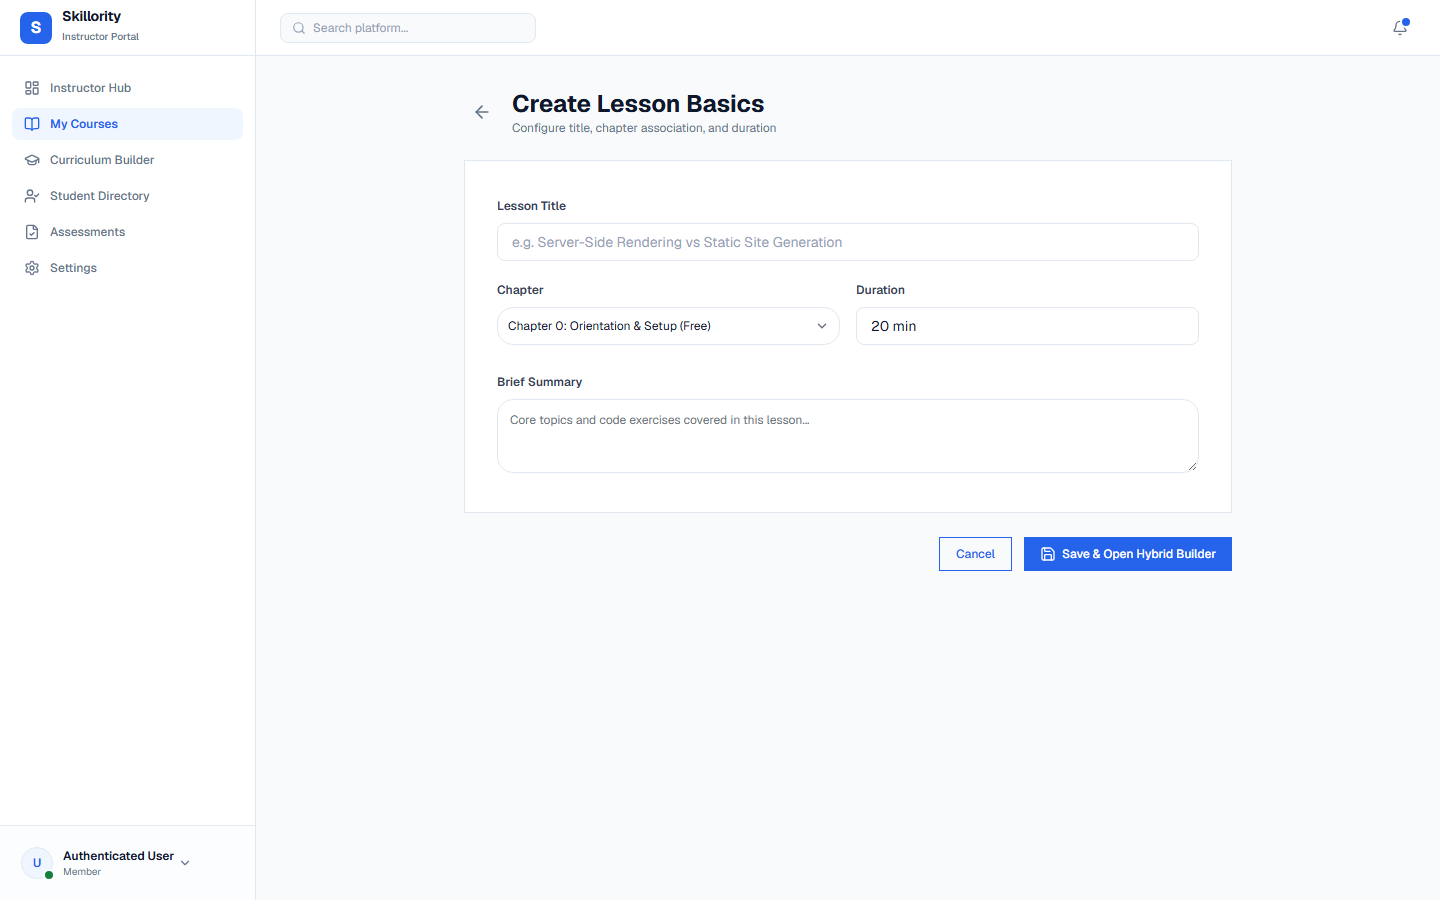 S
Skillority
Instructor Portal
Search platform...
Instructor Hub
My Courses
Curriculum Builder
Student Directory
Assessments
Settings
Create Lesson Basics
Configure title, chapter association, and duration
Lesson Title
e.g. Server-Side Rendering vs Static Site Generation
Chapter
Duration
Chapter 0: Orientation & Setup (Free)
20 min
Brief Summary
Core topics and code exercises covered in this lesson...
Cancel
Save & Open Hybrid Builder
U
Authenticated User
Member